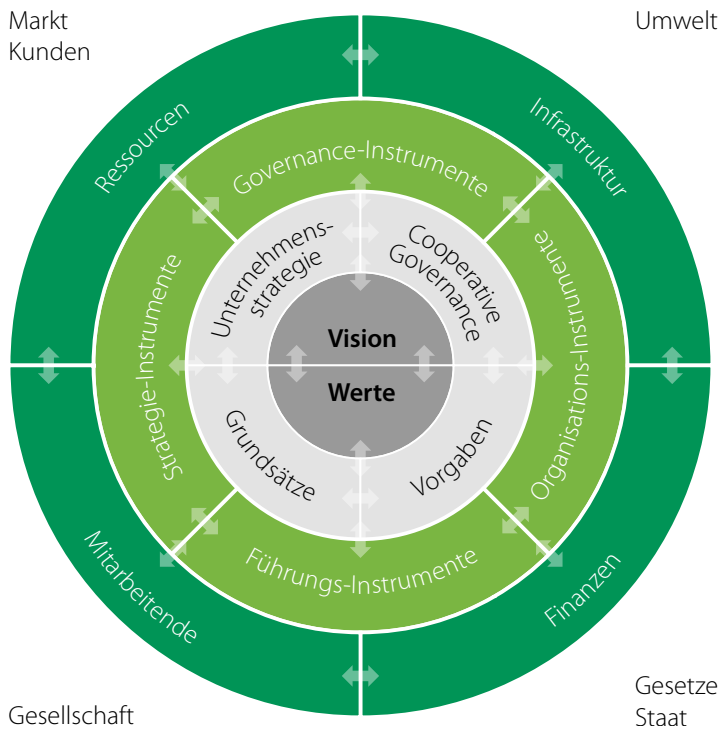 Markt
Kunden
Umwelt
Ressourcen
Infrastruktur
Governance-Instrumente
Strategie-Instrumente
Organisations-Instrumente
Unternehmens-
strategie
Cooperative
Governance
Vision
Werte
Grundsätze
Vorgaben
Führungs-Instrumente
Mitarbeitende
Finanzen
Gesellschaft
Gesetze
Staat